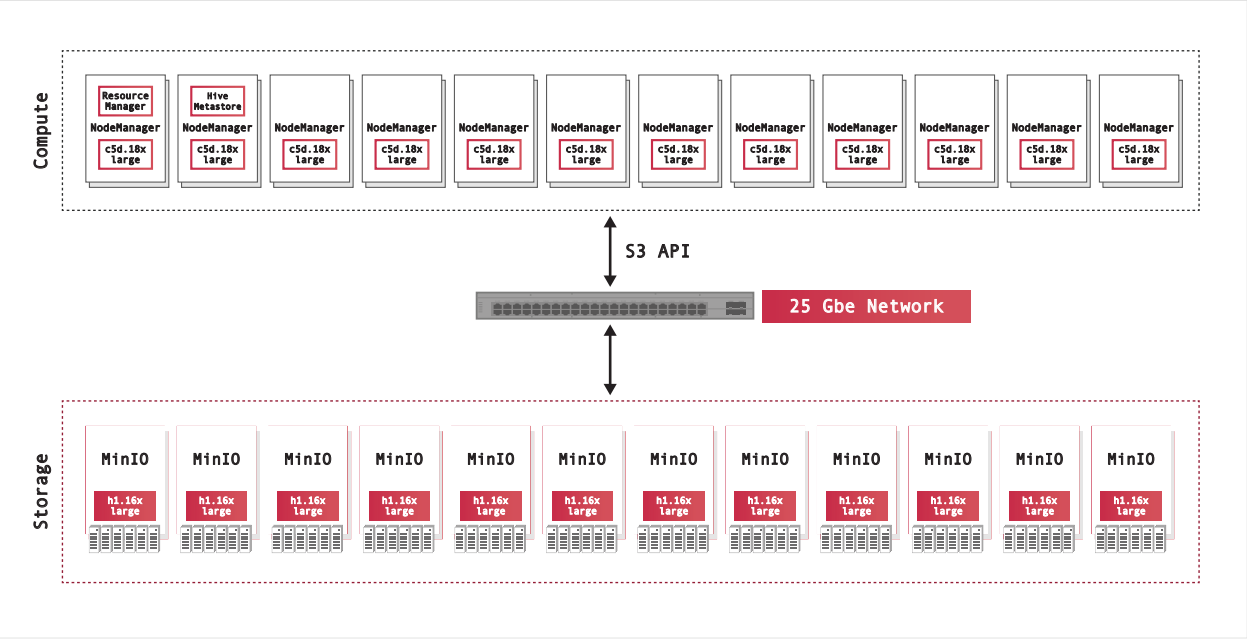 Compute
Resource
Manager
NodeManager
c5d.18x
large
Hive
Metastore
NodeManager
c5d.18x
large
NodeManager
c5d.18x
large
NodeManager
c5d.18x
large
NodeManager
c5d.18x
large
NodeManager
c5d.18x
large
NodeManager
c5d.18x
large
NodeManager
c5d.18x
large
NodeManager
c5d.18x
large
NodeManager
c5d.18x
large
NodeManager
c5d.18x
large
NodeManager
c5d.18x
large
S3 API
25 Gbe Network
Storage
MinIO
h1.16x
large
MinIO
h1.16x
large
MinIO
h1.16x
large
MinIO
h1.16x
large
MinIO
h1.16x
large
MinIO
h1.16x
large
MinIO
h1.16x
large
MinIO
h1.16x
large
MinIO
h1.16x
large
MinIO
h1.16x
large
MinIO
h1.16x
large
MinIO
h1.16x
large